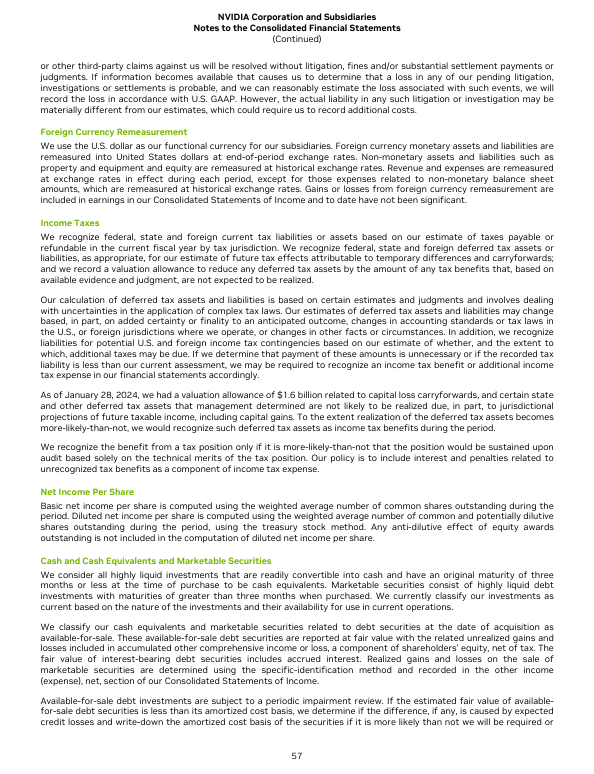 NVIDIA Corporation and Subsidiaries
Notes to the Consolidated Financial Statements
(Continued)
or other third-party claims against us will be resolved without litigation, fines and/or substantial settlement payments or
judgments. If information becomes available that causes us to determine that a loss in any of our pending litigation,
investigations or settlements is probable, and we can reasonably estimate the loss associated with such events, we will
record the loss in accordance with U.S. GAAP. However, the actual liability in any such litigation or investigation may be
materially different from our estimates, which could require us to record additional costs.
Foreign Currency Remeasurement
We use the U.S. dollar as our functional currency for our subsidiaries. Foreign currency monetary assets and liabilities are
remeasured into United States dollars at end-of-period exchange rates. Non-monetary assets and liabilities such as
property and equipment and equity are remeasured at historical exchange rates. Revenue and expenses are remeasured
at exchange rates in effect during each period, except for those expenses related to non-monetary balance sheet
amounts, which are remeasured at historical exchange rates. Gains or losses from foreign currency remeasurement are
included in earnings in our Consolidated Statements of Income and to date have not been significant.
Income Taxes
We recognize federal, state and foreign current tax liabilities or assets based on our estimate of taxes payable or
refundable in the current fiscal year by tax jurisdiction. We recognize federal, state and foreign deferred tax assets or
liabilities, as appropriate, for our estimate of future tax effects attributable to temporary differences and carryforwards;
and we record a valuation allowance to reduce any deferred tax assets by the amount of any tax benefits that, based on
available evidence and judgment, are not expected to be realized.
Our calculation of deferred tax assets and liabilities is based on certain estimates and judgments and involves dealing
with uncertainties in the application of complex tax laws. Our estimates of deferred tax assets and liabilities may change
based, in part, on added certainty or finality to an anticipated outcome, changes in accounting standards or tax laws in
the U.S., or foreign jurisdictions where we operate, or changes in other facts or circumstances. In addition, we recognize
liabilities for potential U.S. and foreign income tax contingencies based on our estimate of whether, and the extent to
which, additional taxes may be due. If we determine that payment of these amounts is unnecessary or if the recorded tax
liability is less than our current assessment, we may be required to recognize an income tax benefit or additional income
tax expense in our financial statements accordingly.
As of January 28, 2024, we had a valuation allowance of $1.6 billion related to capital loss carryforwards, and certain state
and other deferred tax assets that management determined are not likely to be realized due, in part, to jurisdictional
projections of future taxable income, including capital gains. To the extent realization of the deferred tax assets becomes
more-likely-than-not, we would recognize such deferred tax assets as income tax benefits during the period.
We recognize the benefit from a tax position only if it is more-likely-than-not that the position would be sustained upon
audit based solely on the technical merits of the tax position. Our policy is to include interest and penalties related to
unrecognized tax benefits as a component of income tax expense.
Net Income Per Share
Basic net income per share is computed using the weighted average number of common shares outstanding during the
period. Diluted net income per share is computed using the weighted average number of common and potentially dilutive
shares outstanding during the period, using the treasury stock method. Any anti-dilutive effect of equity awards
outstanding is not included in the computation of diluted net income per share.
Cash and Cash Equivalents and Marketable Securities
We consider all highly liquid investments that are readily convertible into cash and have an original maturity of three
months or less at the time of purchase to be cash equivalents. Marketable securities consist of highly liquid debt
investments with maturities of greater than three months when purchased. We currently classify our investments as
current based on the nature of the investments and their availability for use in current operations.
We classify our cash equivalents and marketable securities related to debt securities at the date of acquisition as
available-for-sale. These available-for-sale debt securities are reported at fair value with the related unrealized gains and
losses included in accumulated other comprehensive income or loss, a component of shareholders' equity, net of tax. The
fair value of interest-bearing debt securities includes accrued interest. Realized gains and losses on the sale of
marketable securities are determined using the specific-identification method and recorded in the other income
(expense), net, section of our Consolidated Statements of Income.
Available-for-sale debt investments are subject to a periodic impairment review. If the estimated fair value of available-
for-sale debt securities is less than its amortized cost basis, we determine if the difference, if any, is caused by expected
credit losses and write-down the amortized cost basis of the securities if it is more likely than not we will be required or
57